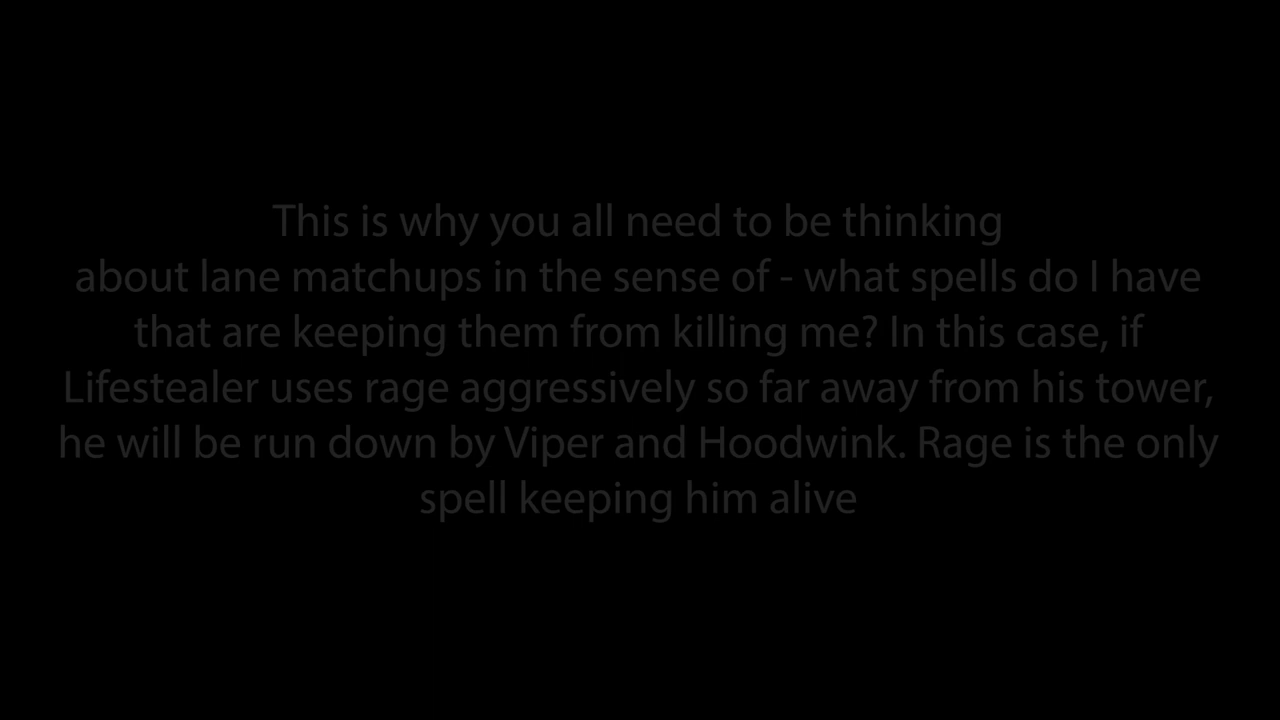 This is why you all need to be thinking
about lane matchups in the sense of - what spells do I have
that are keeping them from killing me? In this case, if
Lifestealer uses rage aggressively so far away from his tower,
he will be run down by Viper and Hoodwink. Rage is the only
spell keeping him alive